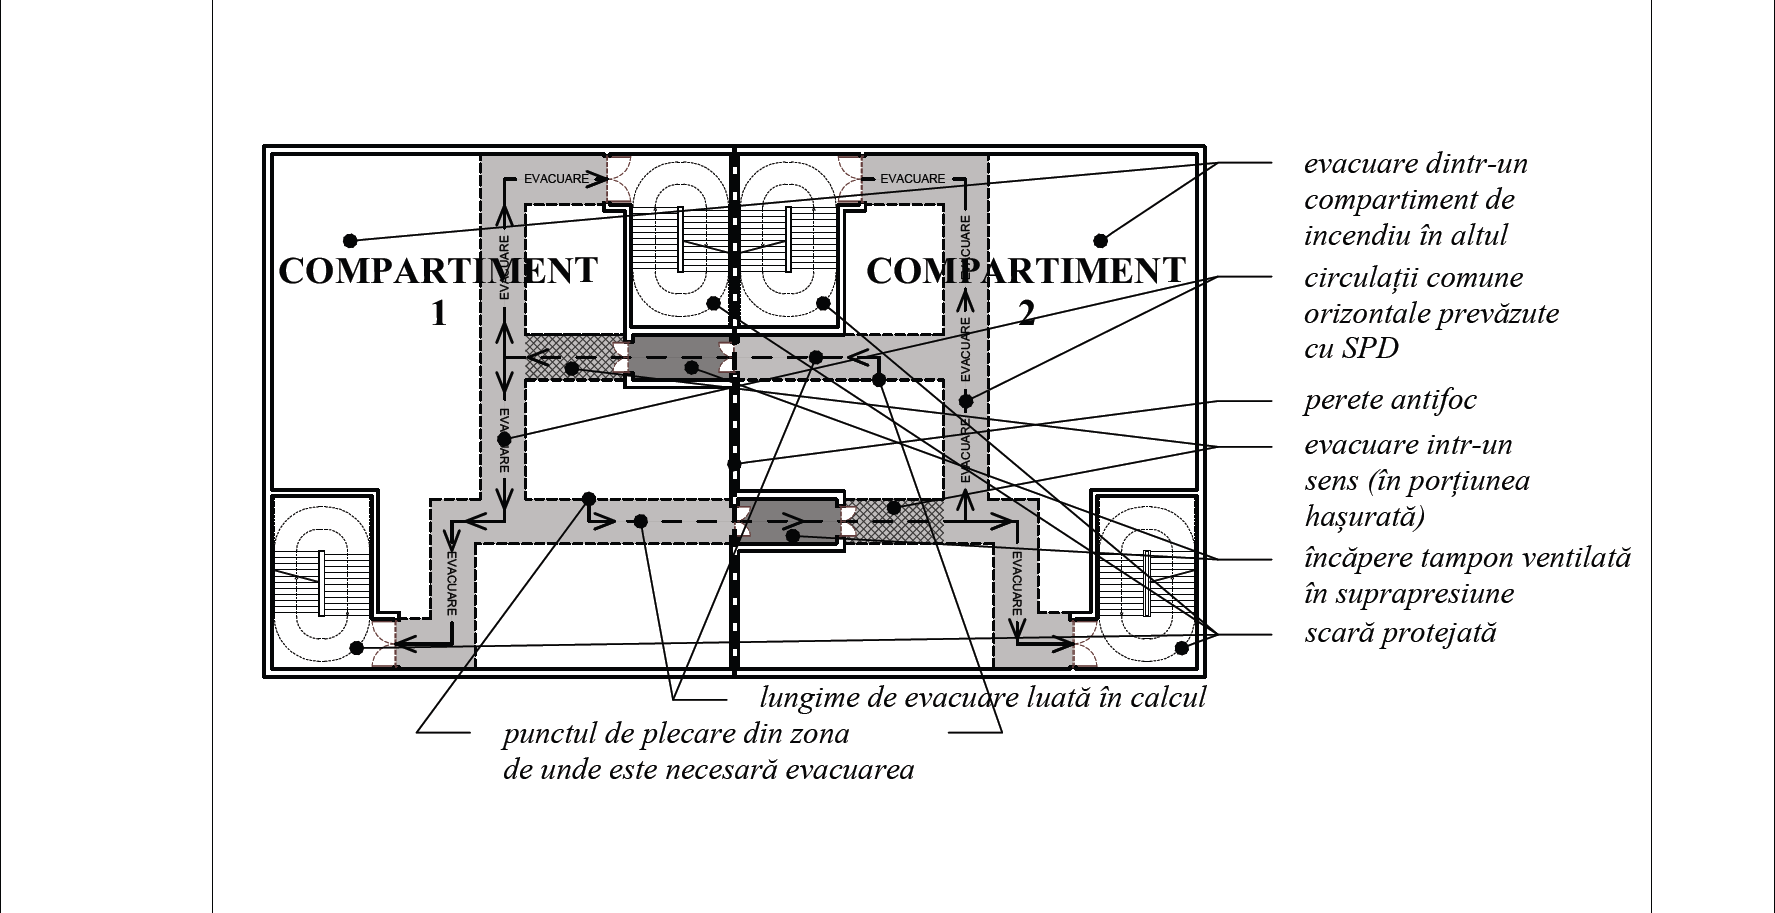 EVACUARE
EVACUARE
EVACUARE
EVACUARE
COMPARTIMENT
1
COMPARTIMENT
2
EVACUARE
EVACUARE
EVACUARE
EVACUARE
EVACUARE
evacuare dintr-un
compartiment de
incendiu în altul
circulații comune
orizontale prevăzute
cu SPD
perete antifoc
evacuare intr-un
sens (în porțiunea
hașurată)
încăpere tampon ventilată
în suprapresiune
scară protejată
lungime de evacuare luată în calcul
punctul de plecare din zona
de unde este necesară evacuarea